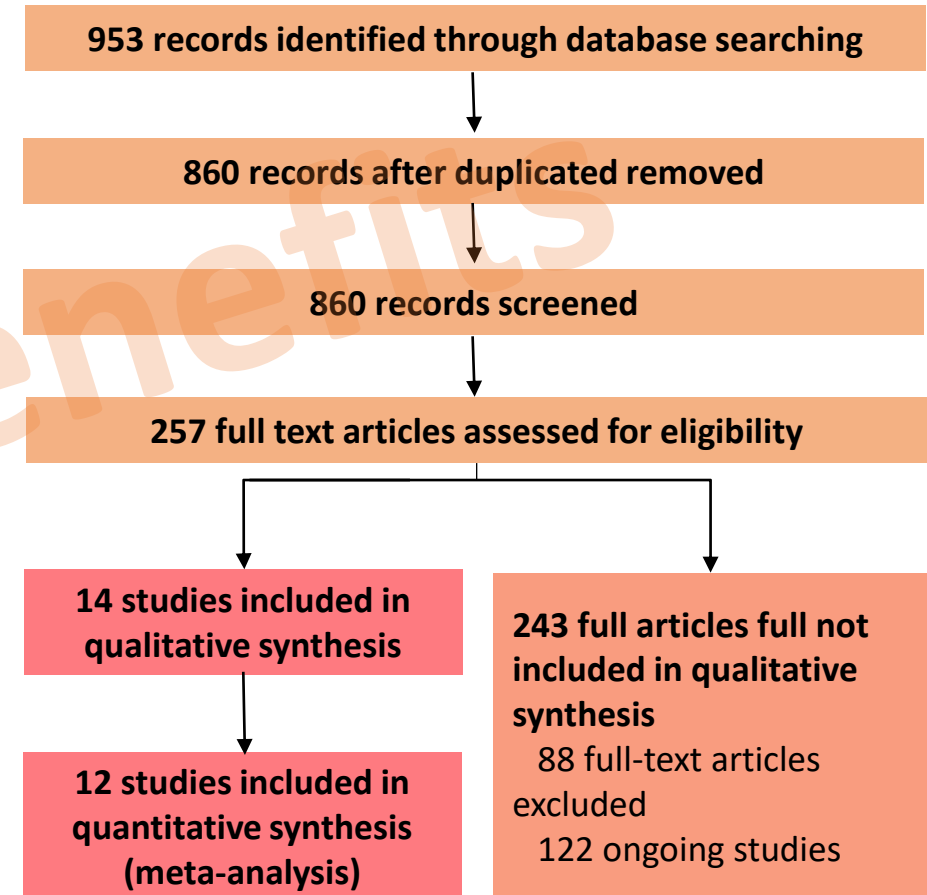 953 records identified through database searching
860 records after duplicated removed
860 records screened
257 full text articles assessed for eligibility
14 studies included in
qualitative synthesis
12 studies included in
quantitative synthesis
(meta-analysis)
243 full articles full not
included in qualitative
synthesis
88 full-text articles
excluded
122 ongoing studies
enefits